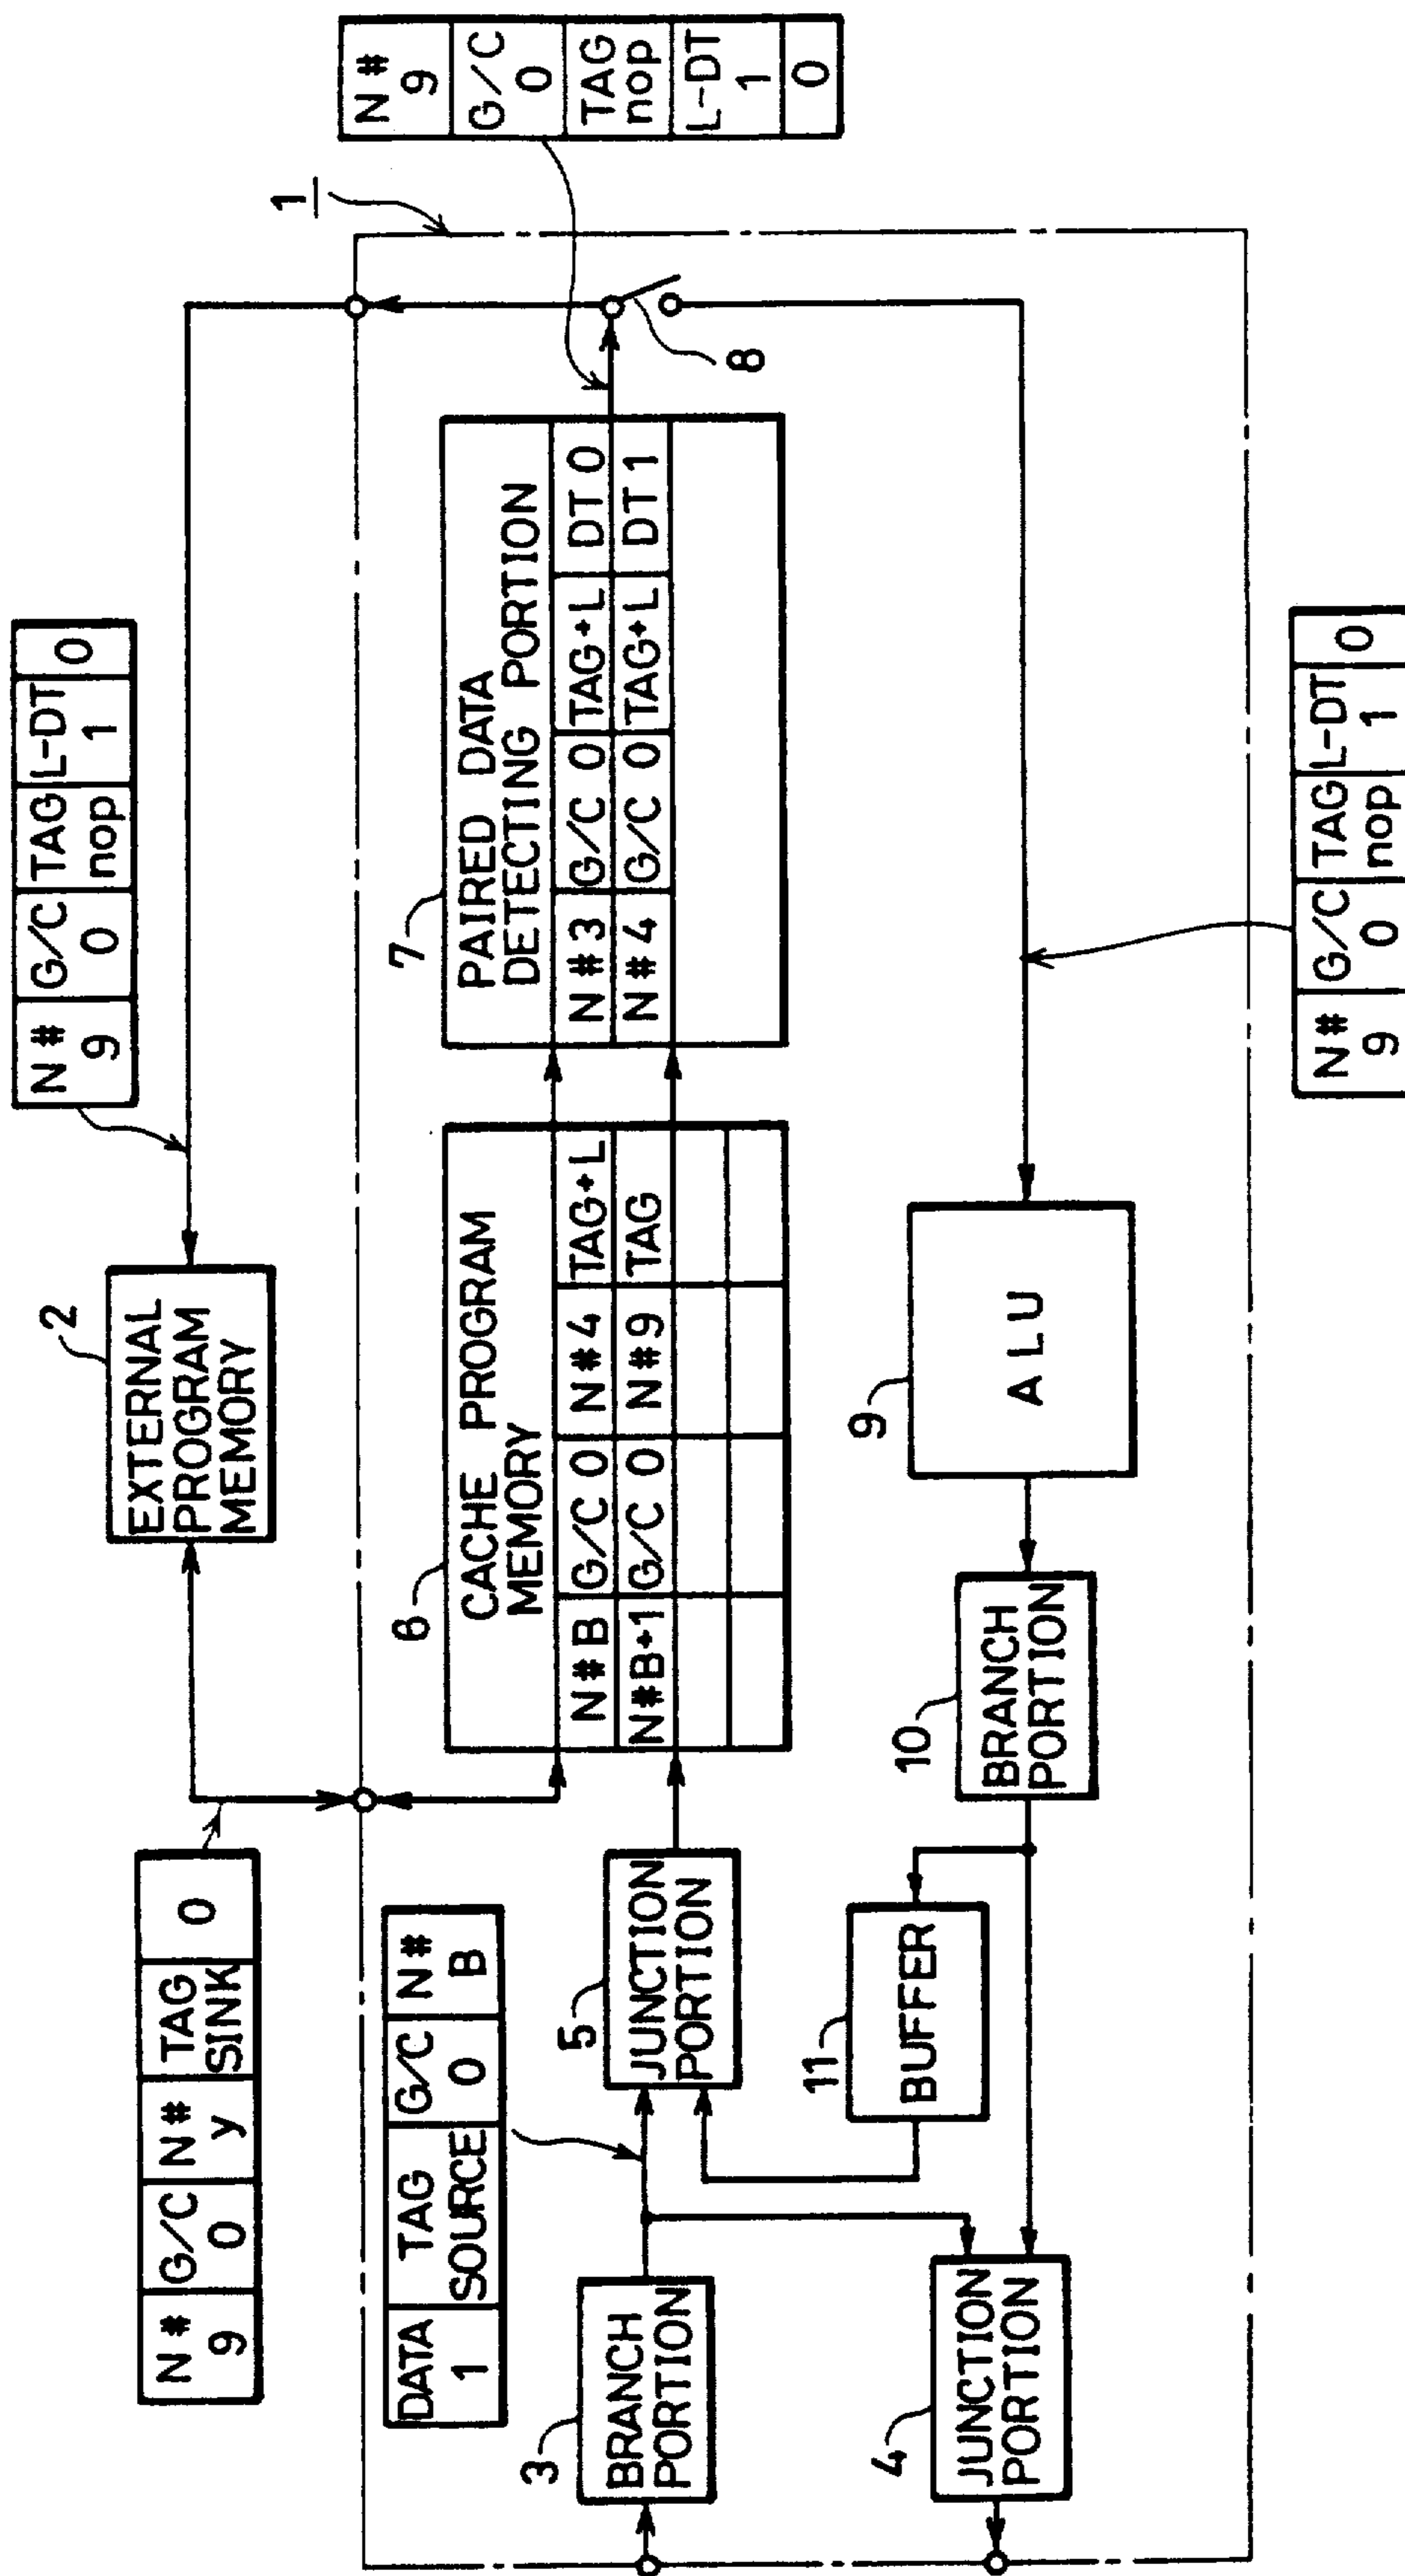 N# G/C TAG L-DT
9 0 nop 1 0
2
EXTERNAL
PROGRAM
MEMORY
N# G/C N# TAG
9 0 y SINK 0
N# G/C TAG L-DT
9 0 nop 1 0
1
DATA TAG G/C N#
1 SOURCE 0 B
6
CACHE PROGRAM
MEMORY
N#B G/C 0 N#4 TAG+L
N#B+1 G/C 0 N#9 TAG
7
PAIRED DATA
DETECTING PORTION
N#3 G/C 0 TAG+L DT 0
N#4 G/C 0 TAG+L DT 1
8
3
BRANCH
PORTION
5
JUNCTION
PORTION
11
BUFFER
4
JUNCTION
PORTION
10
BRANCH
PORTION
9
ALU
N# G/C TAG L-DT
9 0 nop 1 0